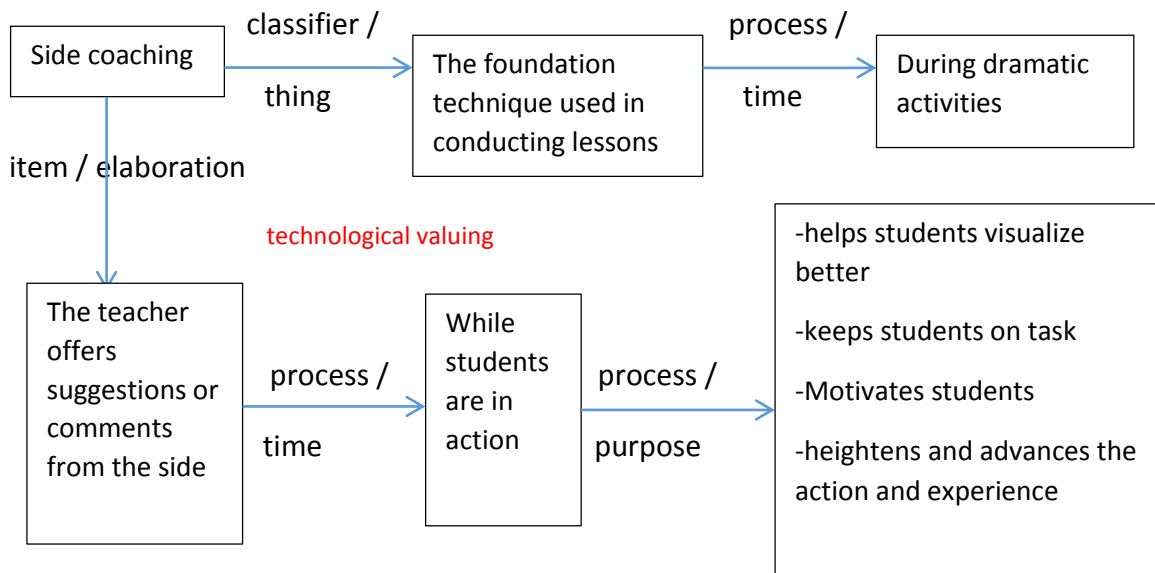 classifier /
process /
Side coaching
The foundation
technique used in
conducting lessons
During dramatic
activities
thing
time
item / elaboration
technological valuing
The teacher
offers
suggestions or
comments
from the side
process /
time
While
students
are in
action
process /
purpose
-helps students visualize
better
-keeps students on task
-Motivates students
-heightens and advances the
action and experience